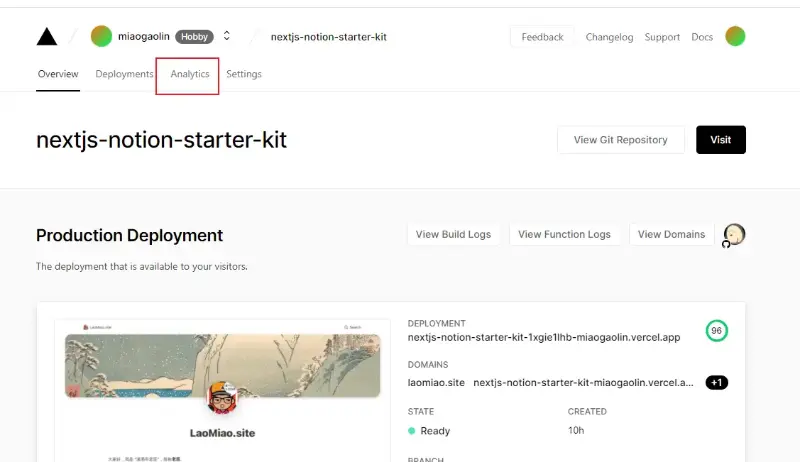 miaogaolin Hobby nextjs-notion-starter-kit Feedback Changelog Support Docs
Overview Deployments Analytics Settings
nextjs-notion-starter-kit View Git Repository Visit
Production Deployment View Build Logs View Function Logs View Domains
The deployment that is available to your visitors.
LaoMiao.site Search
DEPLOYMENT
nextjs-notion-starter-kit-1xgie1lhb-miaogaolin.vercel.app
96
DOMAINS
laomiao.site nextjs-notion-starter-kit-miaogaolin.vercel.a... +1
STATE CREATED
Ready 10h
LaoMiao.site
BRANCH